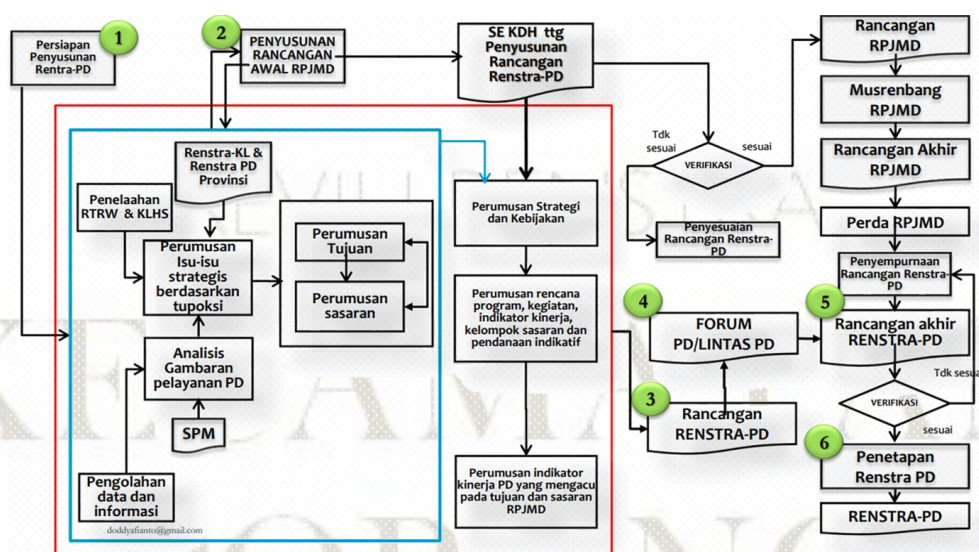 1
Persiapan
Penyusunan
Rentra-PD
2
PENYUSUNAN
RANCANGAN
AWAL RPJMD
SE KDH ttg
Penyusunan
Rancangan
Renstra-PD
Rancangan
RPJMD
Musrenbang
RPJMD
Rancangan Akhir
RPJMD
Perda RPJMD
Penyempurnaan
Rancangan Renstra-
PD
Tdk
sesuai
VERIFIKASI
sesuai
Penyesuaian
Rancangan Renstra-
PD
Renstra-KL &
Renstra PD
Provinsi
Penelaahan
RTRW & KLHS
Perumusan
Isu-isu
strategis
berdasarkan
tupoksi
Perumusan
Tujuan
Perumusan
sasaran
Analisis
Gambaran
pelayanan PD
SPM
Pengolahan
data dan
informasi
doddyafianto@gmail.com
Perumusan Strategi
dan Kebijakan
Perumusan rencana
program, kegiatan,
indikator kinerja,
kelompok sasaran dan
pendanaan indikatif
Perumusan indikator
kinerja PD yang mengacu
pada tujuan dan sasaran
RPJMD
3
Rancangan
RENSTRA-PD
4
FORUM
PD/LINTAS PD
5
Rancangan akhir
RENSTRA-PD
Tdk sesua
VERIFIKASI
sesuai
6
Penetapan
Renstra PD
RENSTRA-PD